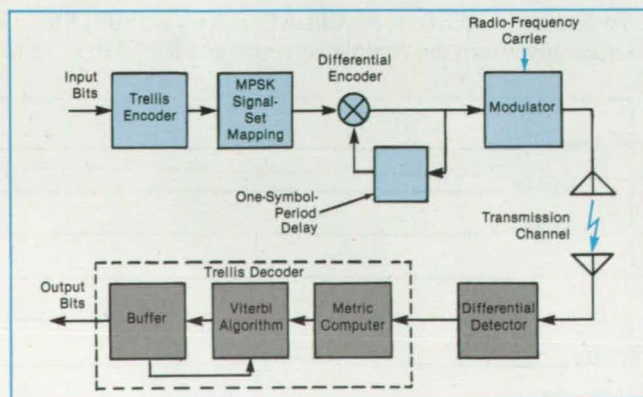 Radio-Frequency
Carrier
Differential
Encoder
Input
Bits
Trellis
Encoder
MPSK
Signal-
Set
Mapping
Modulator
One-Symbol-
Period
Delay
Transmission
Channel
Trellis Decoder
Output
Bits
Buffer
Viterbi
Algorithm
Metric
Computer
Differential
Detector